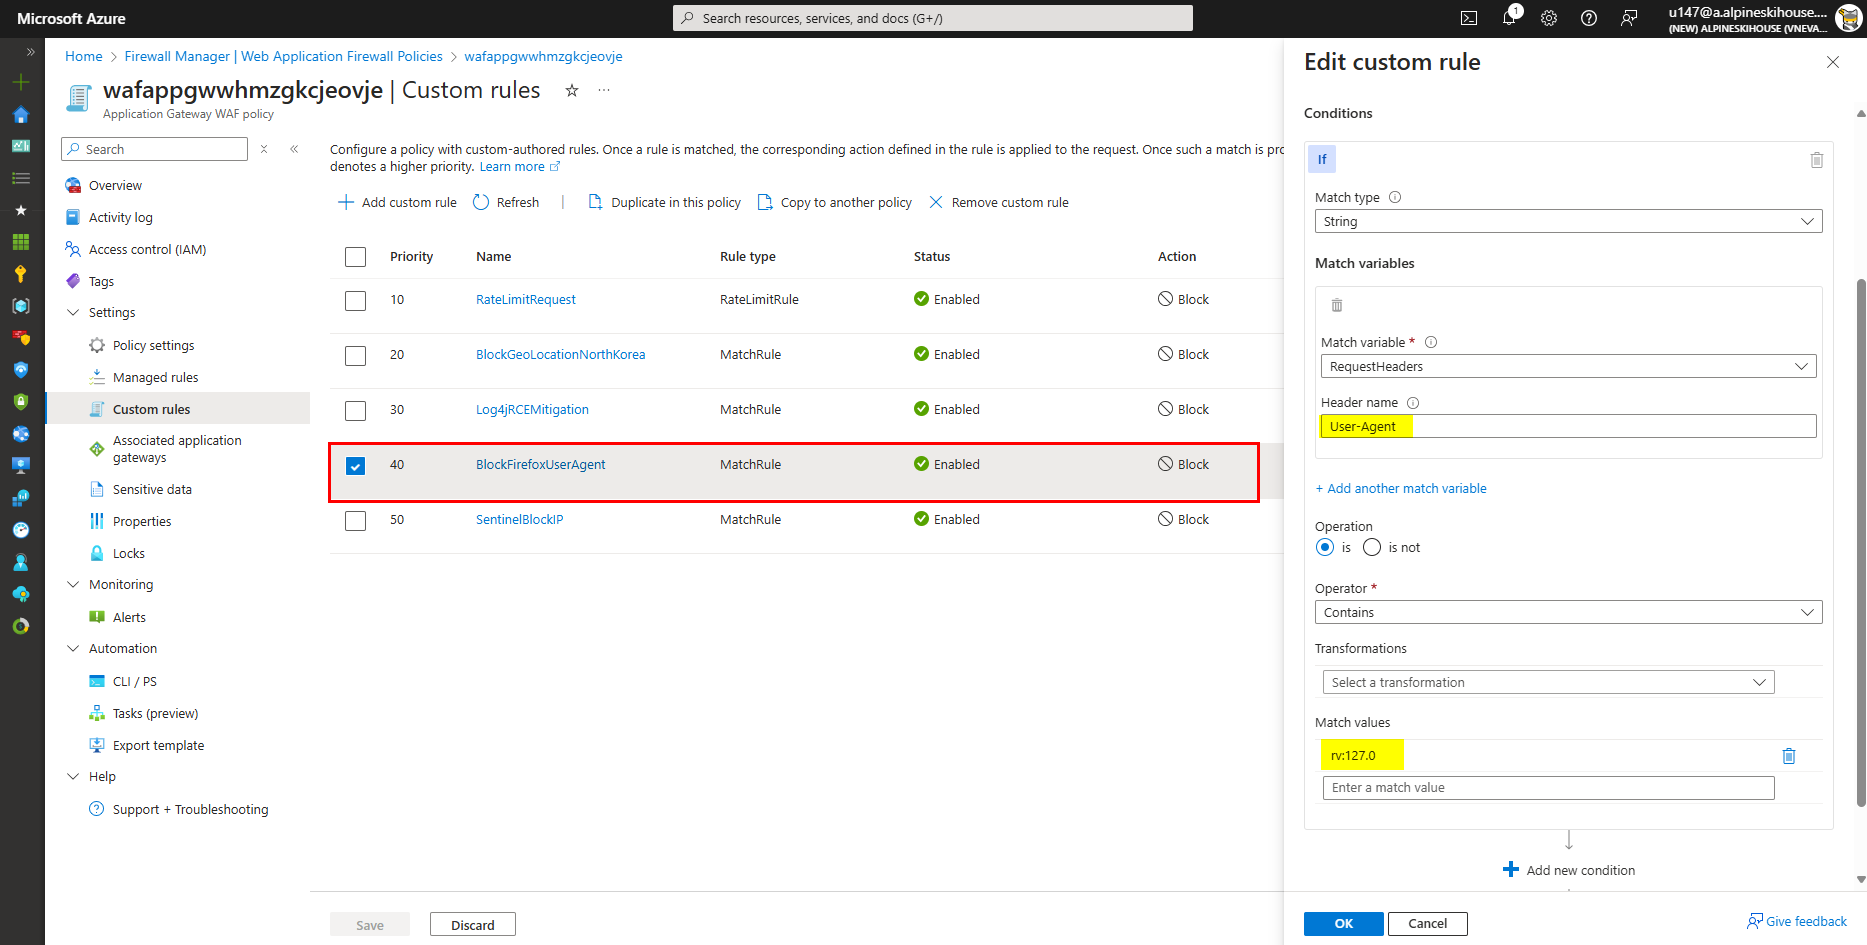 Microsoft Azure
Search resources, services, and docs (G+/)
1
u147@a.alpineskihouse....
(NEW) ALPINESKIHOUSE (VNEVA...
Home > Firewall Manager | Web Application Firewall Policies > wafappgwwhmzgkcjeovje
wafappgwwhmzgkcjeovje | Custom rules
Application Gateway WAF policy
Search
Overview
Activity log
Access control (IAM)
Tags
Settings
Policy settings
Managed rules
Custom rules
Associated application
gateways
Sensitive data
Properties
Locks
Monitoring
Alerts
Automation
CLI / PS
Tasks (preview)
Export template
Help
Support + Troubleshooting
Configure a policy with custom-authored rules. Once a rule is matched, the corresponding action defined in the rule is applied to the request. Once such a match is pro
denotes a higher priority. Learn more
Add custom rule Refresh | Duplicate in this policy Copy to another policy Remove custom rule
Priority Name Rule type Status Action
10 RateLimitRequest RateLimitRule Enabled Block
20 BlockGeoLocationNorthKorea MatchRule Enabled Block
30 Log4jRCEMitigation MatchRule Enabled Block
40 BlockFirefoxUserAgent MatchRule Enabled Block
50 SentinelBlockIP MatchRule Enabled Block
Save Discard
Edit custom rule
Conditions
If
Match type
String
Match variables
Match variable *
RequestHeaders
Header name
User-Agent
+ Add another match variable
Operation
is is not
Operator *
Contains
Transformations
Select a transformation
Match values
rv:127.0
Enter a match value
Add new condition
OK Cancel
Give feedback